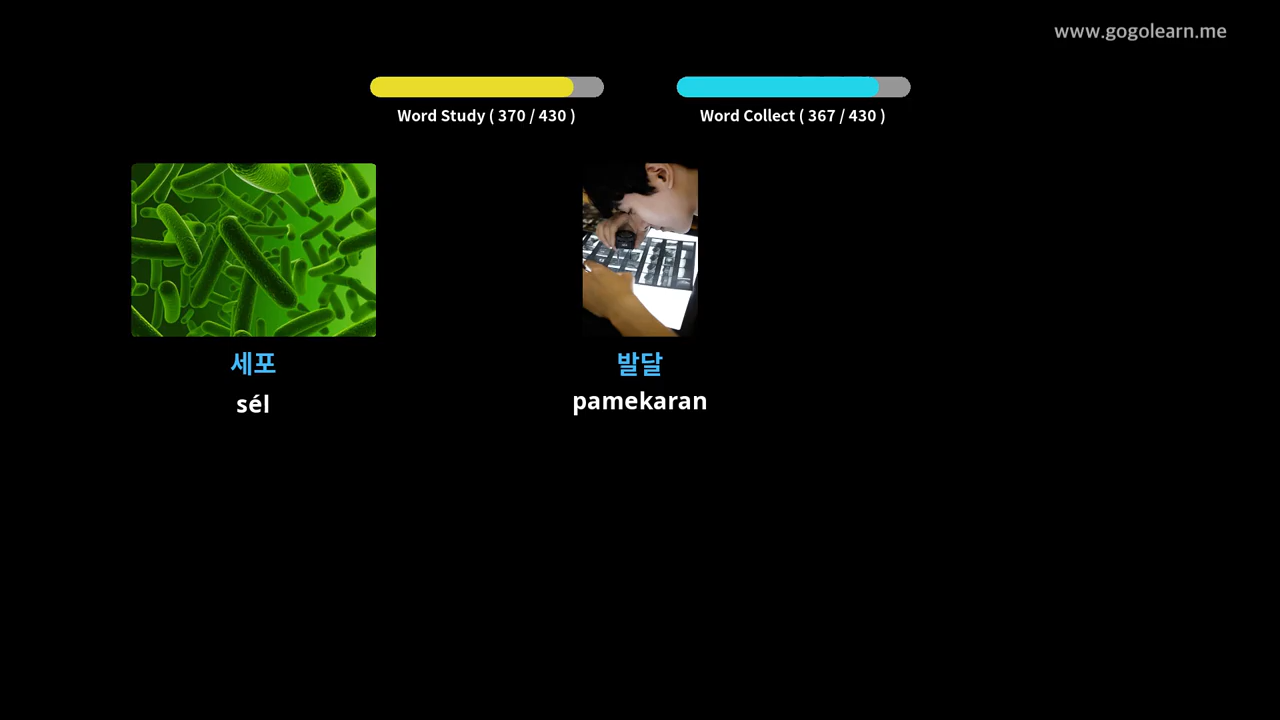 www.gogolearn.me
Word Study ( 370 / 430 )
Word Collect ( 367 / 430 )
세포
sél
발달
pamekaran